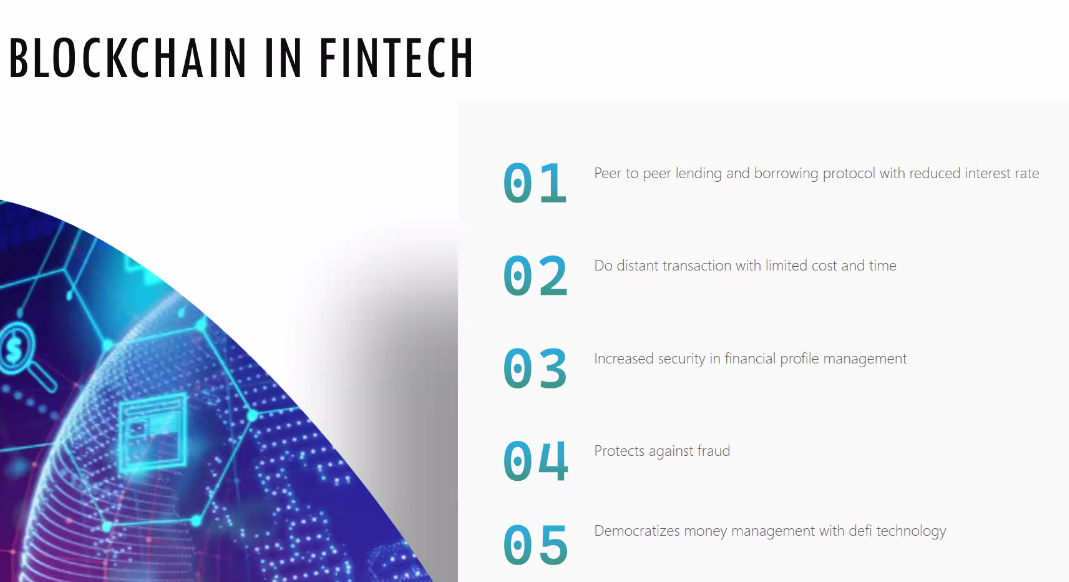 BLOCKCHAIN IN FINTECH
01 Peer to peer lending and borrowing protocol with reduced interest rate
02 Do distant transaction with limited cost and time
03 Increased security in financial profile management
04 Protects against fraud
05 Democratizes money management with defi technology
$